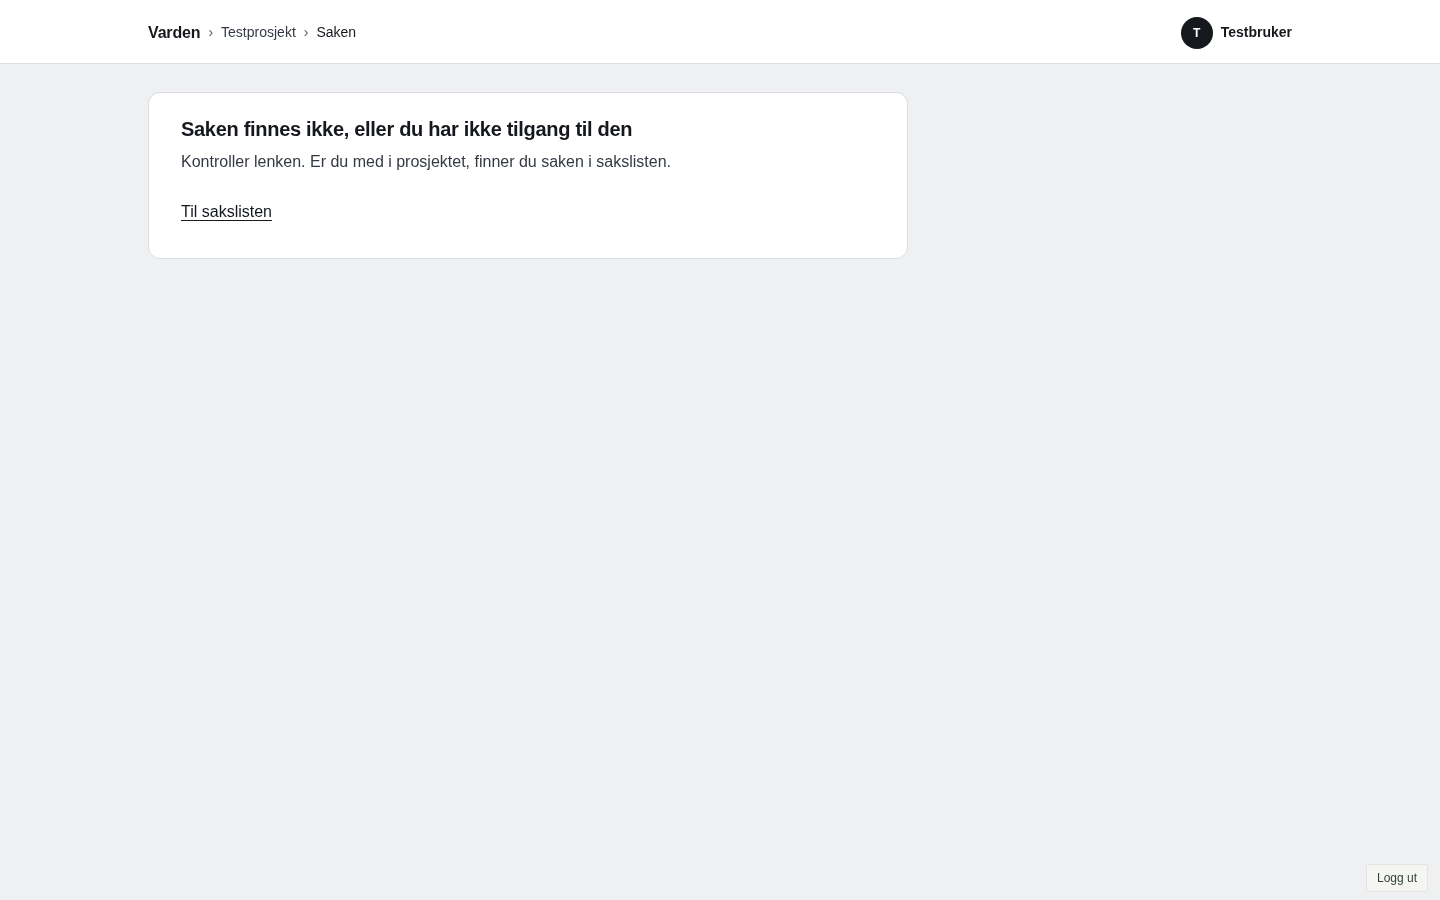 Varden › Testprosjekt › Saken
T Testbruker
Saken finnes ikke, eller du har ikke tilgang til den
Kontroller lenken. Er du med i prosjektet, finner du saken i sakslisten.
Til sakslisten
Logg ut